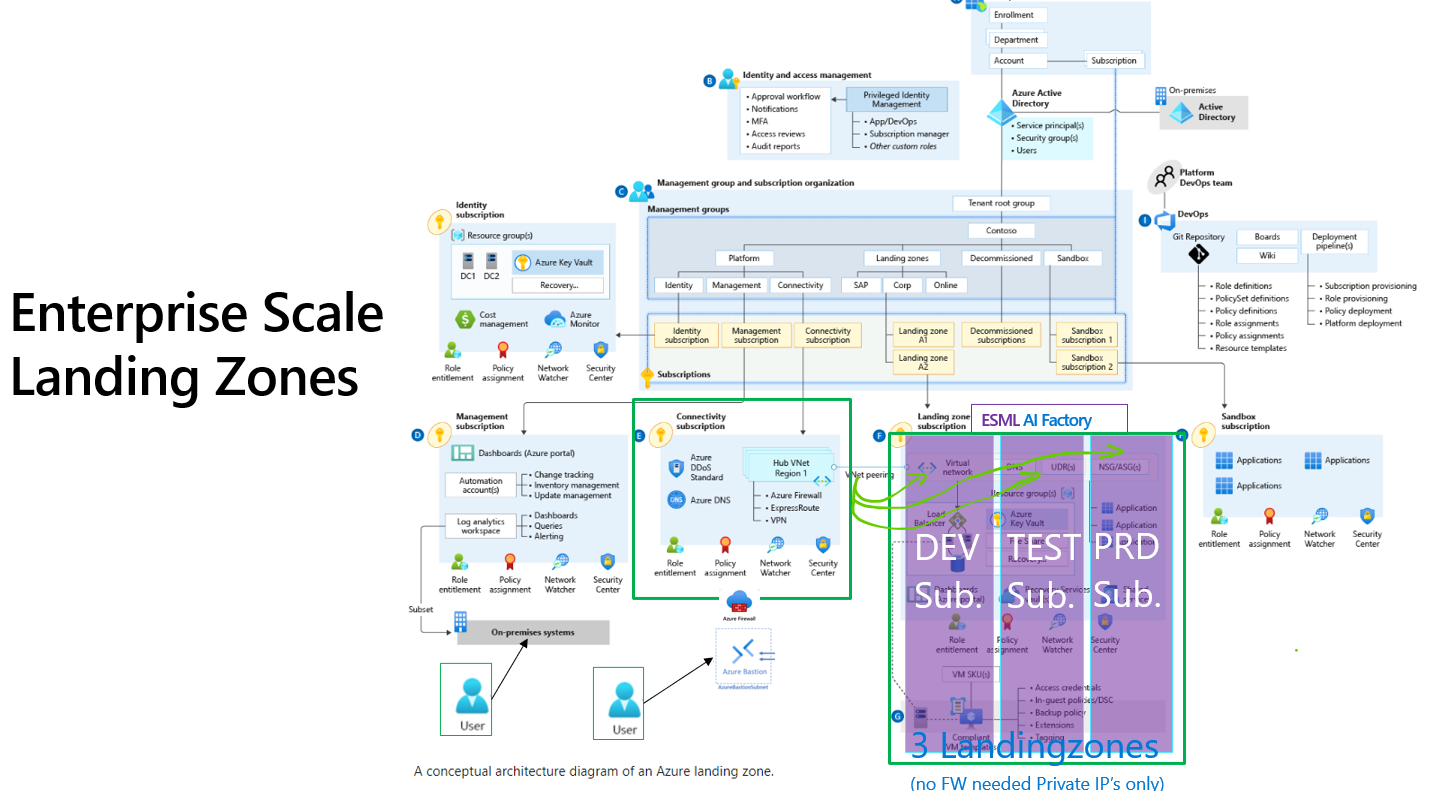 Enterprise Scale
Landing Zones
Enrollment
Department
Account
Subscription
B
Identity and access management
• Approval workflow
• Notifications
• MFA
• Access reviews
• Audit reports
Privileged Identity
Management
• App/DevOps
• Subscription manager
• Other custom roles
Azure Active
Directory
• Service principal(s)
• Security group(s)
• Users
On-premises
Active
Directory
Platform
DevOps team
I
DevOps
Git Repository
Boards
Wiki
Deployment
pipeline(s)
• Role definitions
• PolicySet definitions
• Policy definitions
• Role assignments
• Policy assignments
• Resource templates
• Subscription provisioning
• Role provisioning
• Policy deployment
• Platform deployment
C
Management group and subscription organization
Management groups
Tenant root group
Contoso
Platform
Landing zones
Decommissioned
Sandbox
Identity
Management
Connectivity
SAP
Corp
Online
Identity
subscription
Management
subscription
Connectivity
subscription
Landing zone
A1
Landing zone
A2
Decommissioned
subscriptions
Sandbox
subscription 1
Sandbox
subscription 2
Subscriptions
Identity
subscription
Resource group(s)
DC1
DC2
Azure Key Vault
Recovery...
Cost
management
Azure
Monitor
Role
entitlement
Policy
assignment
Network
Watcher
Security
Center
D
Management
subscription
Dashboards (Azure portal)
Automation
account(s)
• Change tracking
• Inventory management
• Update management
Log analytics
workspace
• Dashboards
• Queries
• Alerting
Role
entitlement
Policy
assignment
Network
Watcher
Security
Center
Subset
On-premises systems
User
E
Connectivity
subscription
Azure
DDoS
Standard
Azure DNS
Hub VNet
Region 1
• Azure Firewall
• ExpressRoute
• VPN
Role
entitlement
Policy
assignment
Network
Watcher
Security
Center
Azure Firewall
Azure Bastion
AzureBastionSubnet
User
VNet peering
F
Landing zone
subscription
ESML AI Factory
Virtual
network
DNS
UDR(s)
NSG/ASG(s)
Resource group(s)
Load
Balancer
Azure
Key Vault
File Share
Recovery...
• Application
• Application
DEV
Sub.
TEST
Sub.
PRD
Sub.
Role
entitlement
Policy
assignment
Network
Watcher
Security
Center
VM SKU(s)
• Access credentials
• In-guest policies/DSC
• Backup policy
• Extensions
• Tagging
G
Compliant
VM templates
3 Landingzones
(no FW needed Private IP's only)
Sandbox
subscription
Applications
Applications
Applications
Role
entitlement
Policy
assignment
Network
Watcher
Security
Center
A conceptual architecture diagram of an Azure landing zone.